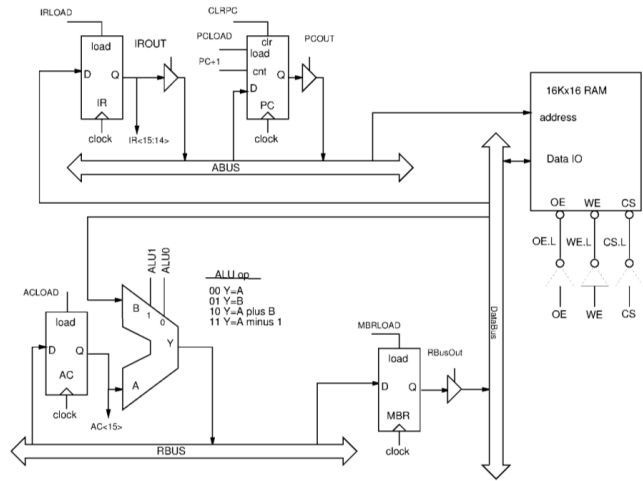 IRLOAD
load
D Q
IR
clock
IROUT
IR<15:14>
CLRPC
PCLOAD
PC+1
clr
load
cnt
Q
D
PC
clock
PCOUT
ABUS
16Kx16 RAM
address
Data IO
OE WE CS
OE.L WE.L CS.L
OE WE CS
ALU1
ALU0
ALU op
00 Y=A
01 Y=B
10 Y=A plus B
11 Y=A minus 1
B
1
0
Y
A
ACLOAD
load
D Q
AC
clock
AC<15>
RBUS
MBRLOAD
load
D Q
MBR
clock
RBusOut
DataBus